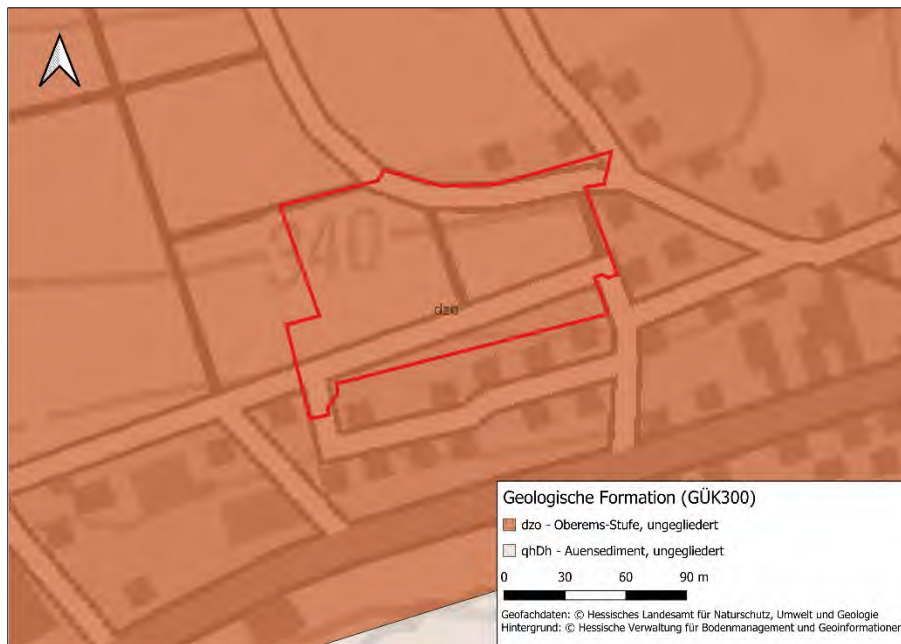 340
dzo
Geologische Formation (GÜK300)
dzo - Oberems-Stufe, ungegliedert
qhDh - Auensediment, ungegliedert
0 30 60 90 m
Geofachdaten: © Hessisches Landesamt für Naturschutz, Umwelt und Geologie
Hintergrund: © Hessische Verwaltung für Bodenmanagement und Geoinformationen